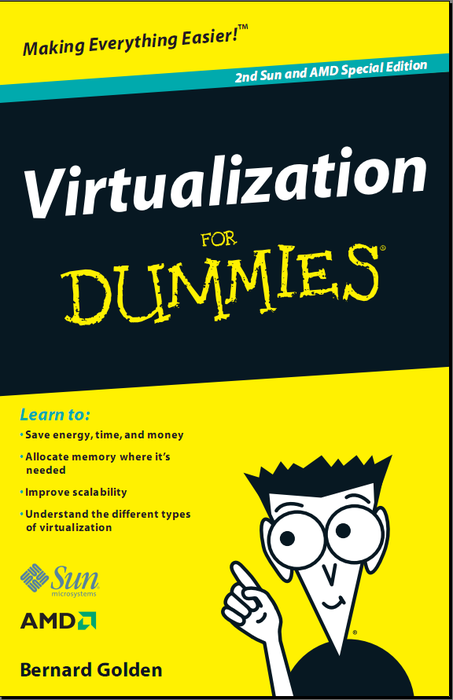 Making Everything Easier!™
2nd Sun and AMD Special Edition
Virtualization
FOR
DUMMIES®
Learn to:
• Save energy, time, and money
• Allocate memory where it's
needed
• Improve scalability
• Understand the different types
of virtualization
Sun
microsystems
AMD
®
Bernard Golden